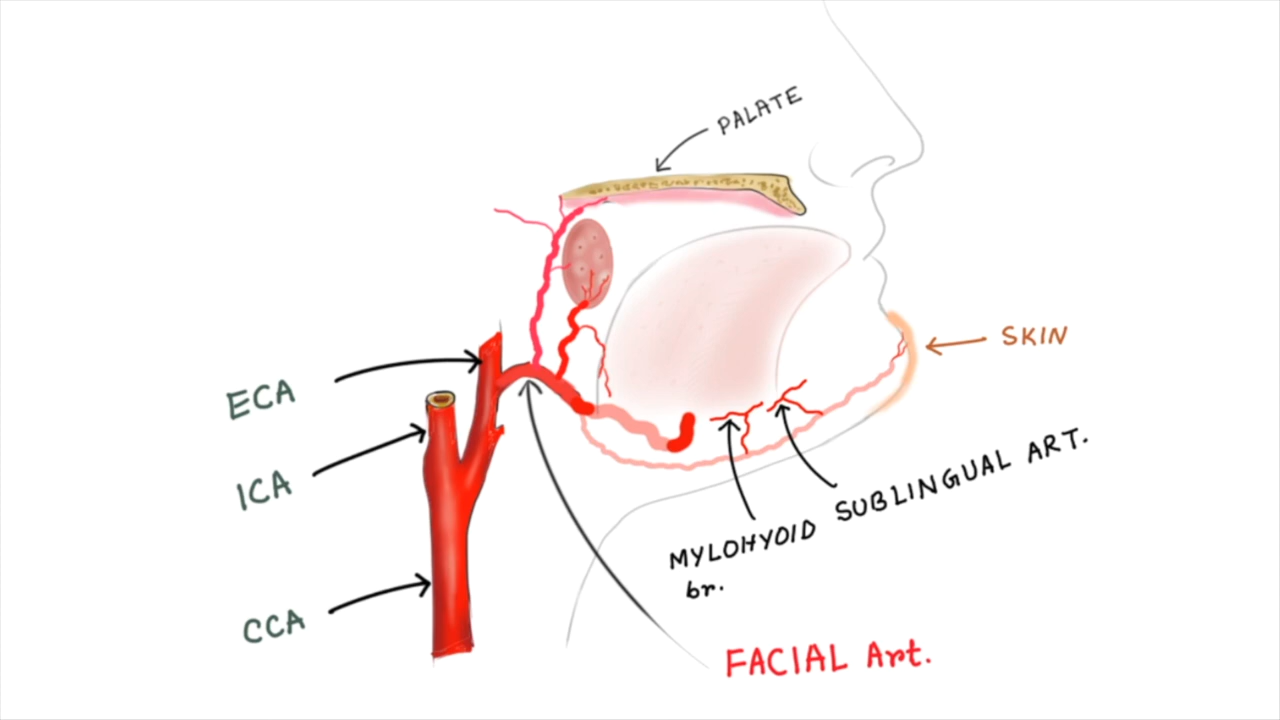 PALATE
SKIN
ECA
ICA
CCA
SUBLINGUAL ART.
MYLOHYOID
br.
FACIAL Art.